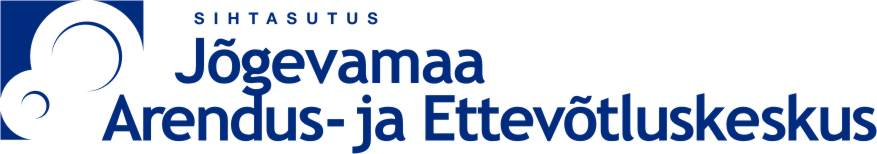 SIHTASUTUS
Jõgevamaa
Arendus- ja Ettevõtluskeskus